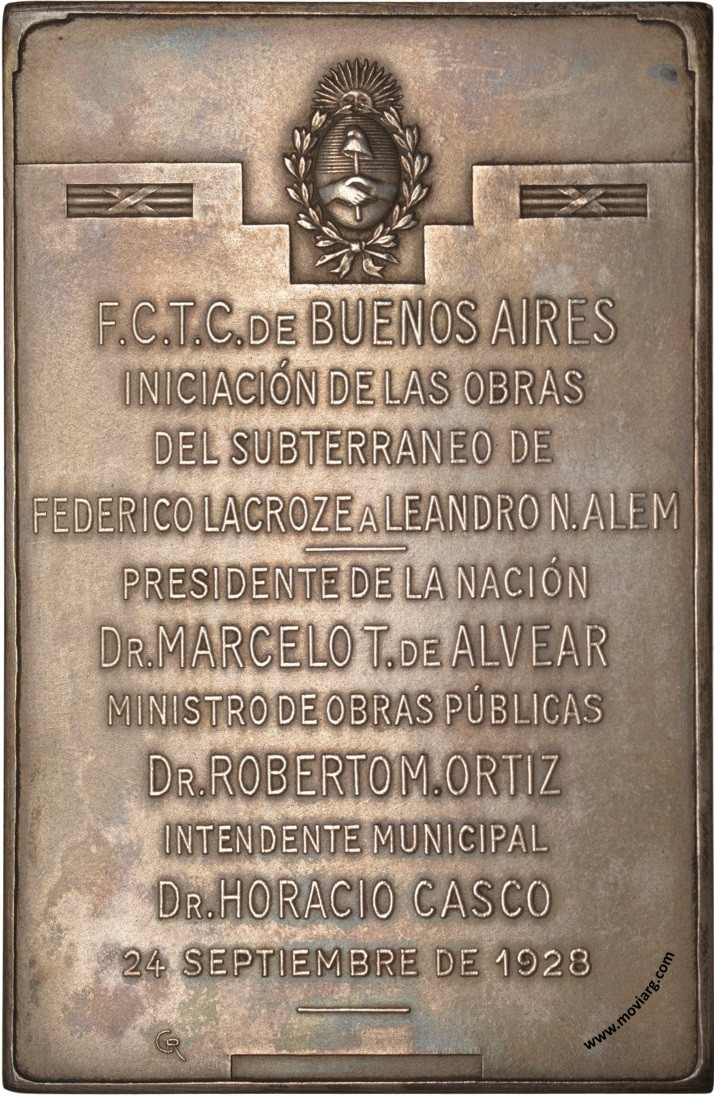 F.C.T.C. DE BUENOS AIRES
INICIACIÓN DE LAS OBRAS
DEL SUBTERRANEO DE
FEDERICO LACROZE A LEANDRO N. ALEM
PRESIDENTE DE LA NACIÓN
DR. MARCELO T. DE ALVEAR
MINISTRO DE OBRAS PÚBLICAS
DR. ROBERTO M. ORTIZ
INTENDENTE MUNICIPAL
DR. HORACIO CASCO
24 SEPTIEMBRE DE 1928
www.moviarg.com